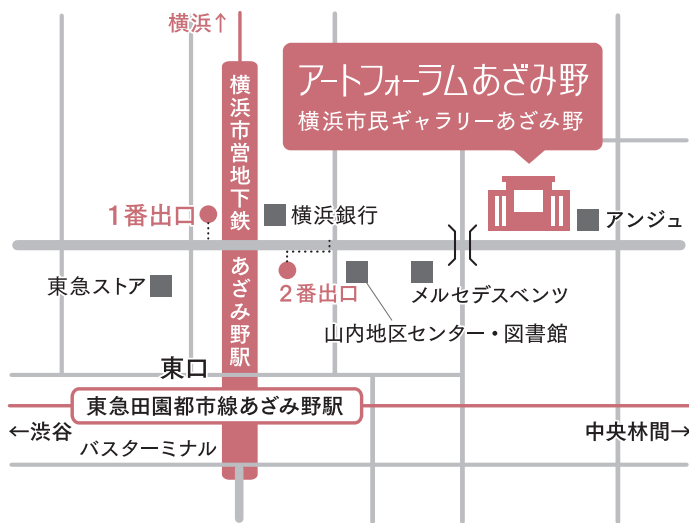 横浜↑
アートフォーラムあざみ野
横浜市民ギャラリーあざみ野
横浜市営地下鉄 あざみ野駅
1番出口
横浜銀行
アンジュ
東急ストア
2番出口
メルセデスベンツ
山内地区センター・図書館
東口
東急田園都市線あざみ野駅
←渋谷
中央林間→
バスターミナル